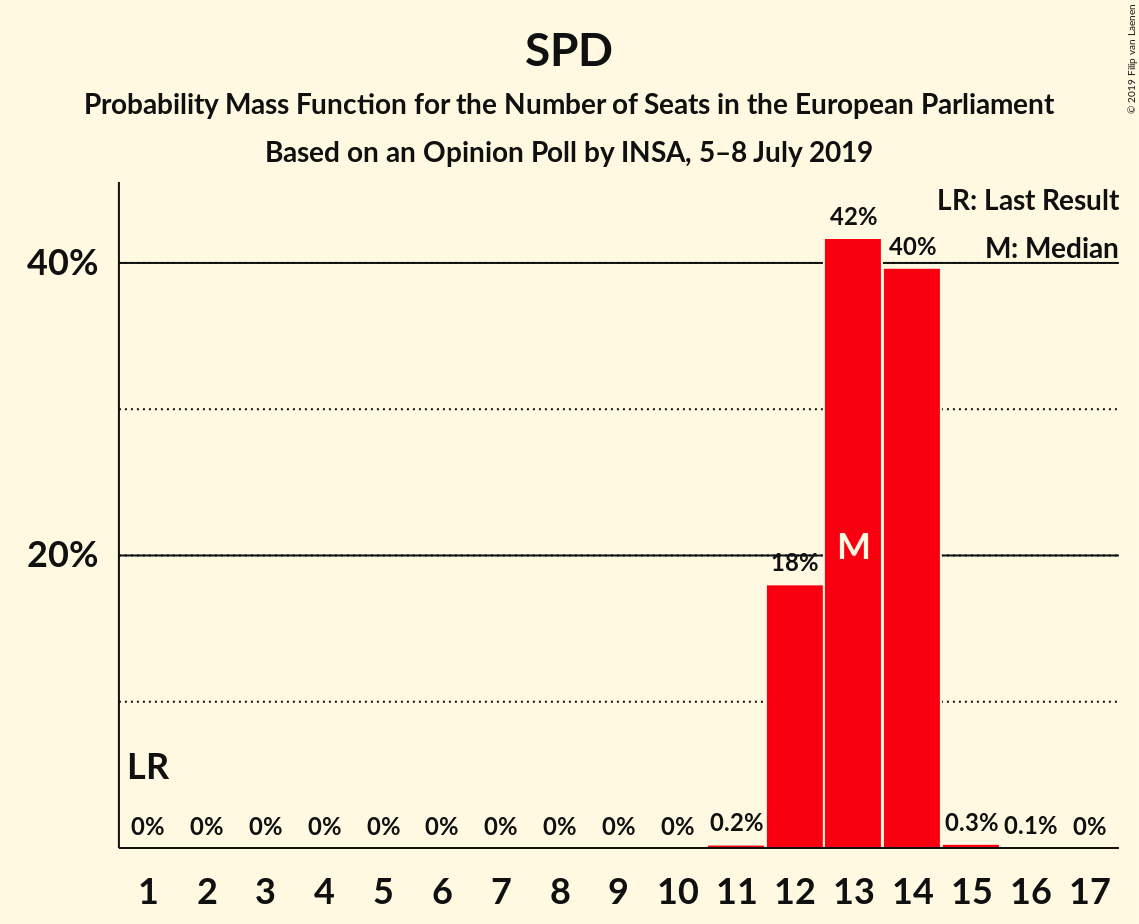 SPD
Probability Mass Function for the Number of Seats in the European Parliament
Based on an Opinion Poll by INSA, 5–8 July 2019
© 2019 Filip van Laenen
LR: Last Result
M: Median
42%
40%
40%
M
20%
18%
LR
0% 0% 0% 0% 0% 0% 0% 0% 0% 0% 0.2% 0.3% 0.1% 0%
1 2 3 4 5 6 7 8 9 10 11 12 13 14 15 16 17